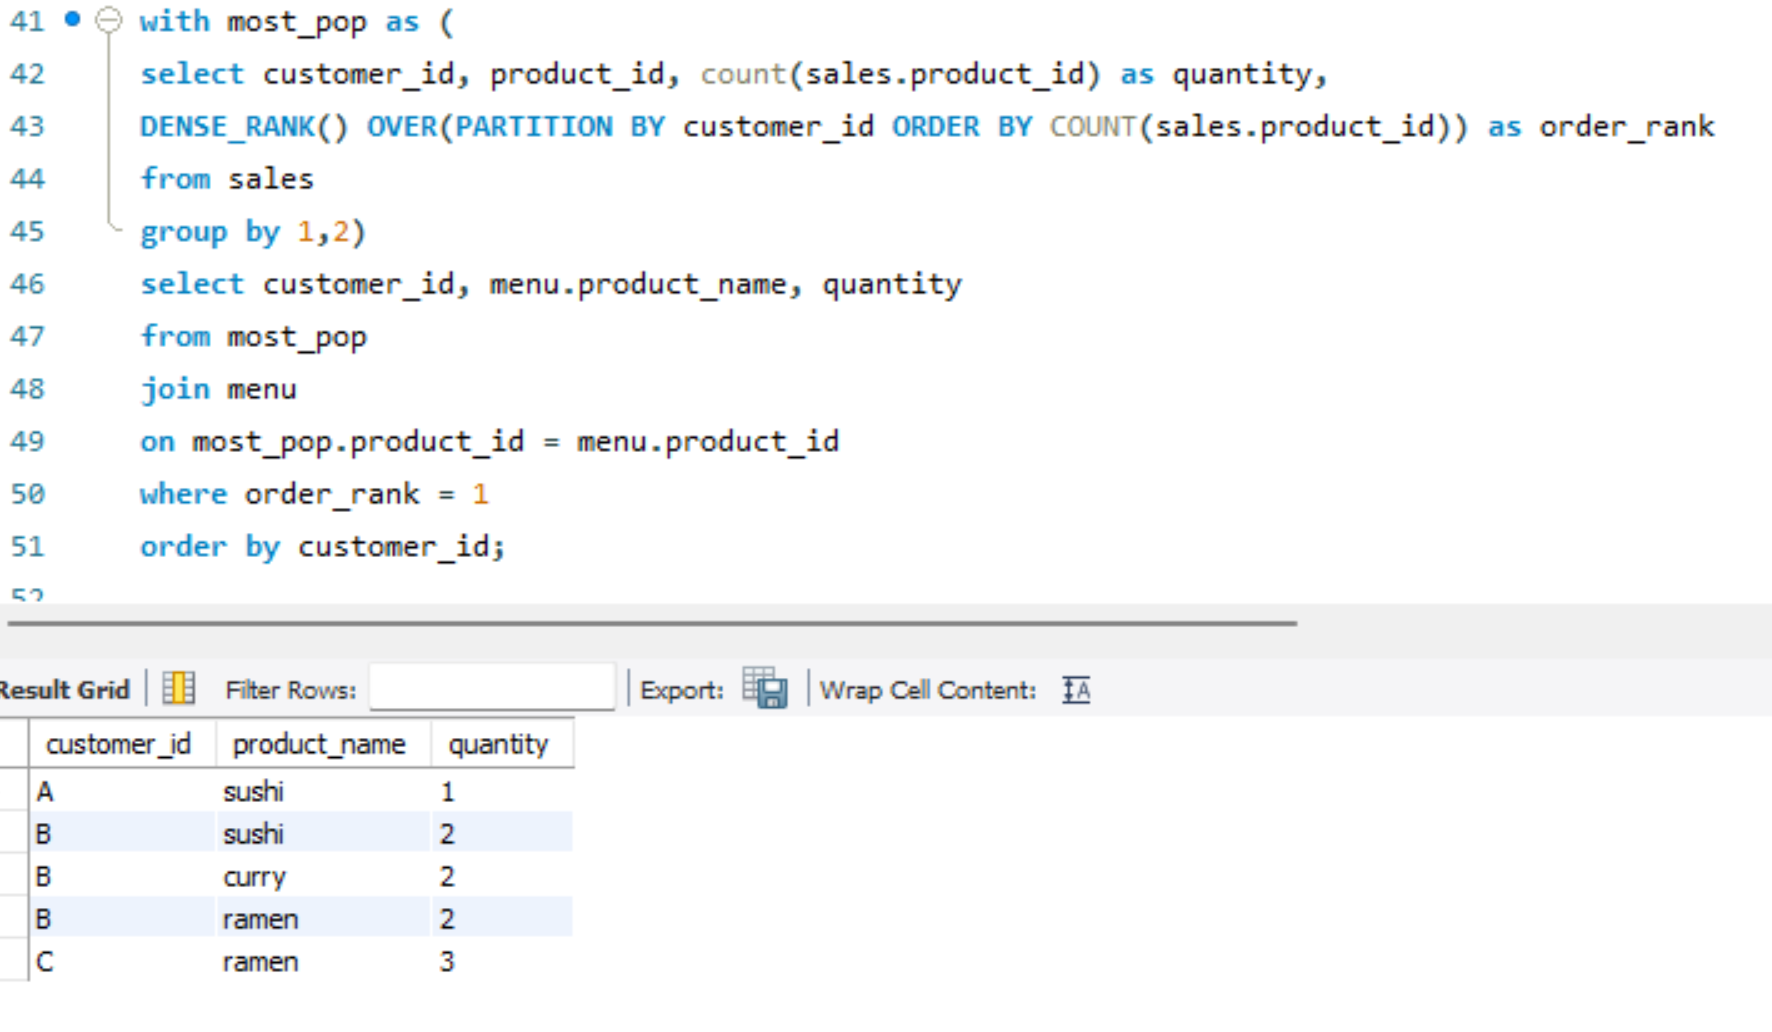 41 with most_pop as (
42 select customer_id, product_id, count(sales.product_id) as quantity,
43 DENSE_RANK() OVER(PARTITION BY customer_id ORDER BY COUNT(sales.product_id)) as order_rank
44 from sales
45 group by 1,2)
46 select customer_id, menu.product_name, quantity
47 from most_pop
48 join menu
49 on most_pop.product_id = menu.product_id
50 where order_rank = 1
51 order by customer_id;
52
Result Grid Filter Rows: Export: Wrap Cell Content: IA
customer_id product_name quantity
A sushi 1
B sushi 2
B curry 2
B ramen 2
C ramen 3